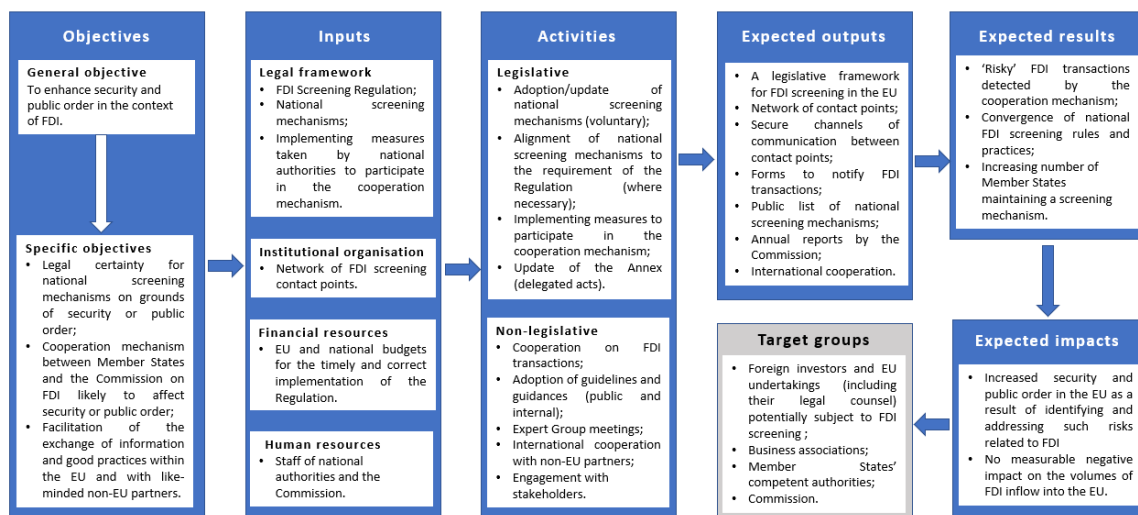 Objectives
General objective
To enhance security and
public order in the context
of FDI.
Specific objectives
• Legal certainty for
national screening
mechanisms on grounds
of security or public
order;
• Cooperation mechanism
between Member States
and the Commission on
FDI likely to affect
security or public order;
• Facilitation of the
exchange of information
and good practices within
the EU and with like-
minded non-EU partners.
Inputs
Legal framework
• FDI Screening Regulation;
• National screening
mechanisms;
• Implementing measures
taken by national
authorities to participate
in the cooperation
mechanism.
Institutional organisation
• Network of FDI screening
contact points.
Financial resources
• EU and national budgets
for the timely and correct
implementation of the
Regulation.
Human resources
• Staff of national
authorities and the
Commission.
Activities
Legislative
• Adoption/update of
national screening
mechanisms (voluntary);
• Alignment of national
screening mechanisms to
the requirement of the
Regulation (where
necessary);
• Implementing measures to
participate in the
cooperation mechanism;
• Update of the Annex
(delegated acts).
Non-legislative
• Cooperation on FDI
transactions;
• Adoption of guidelines and
guidances (public and
internal);
• Expert Group meetings;
• International cooperation
with non-EU partners;
• Engagement with
stakeholders.
Expected outputs
• A legislative framework
for FDI screening in the EU
• Network of contact points;
• Secure channels of
communication between
contact points;
• Forms to notify FDI
transactions;
• Public list of national
screening mechanisms;
• Annual reports by the
Commission;
• International cooperation.
Expected results
• ‘Risky’ FDI transactions
detected by the
cooperation mechanism;
• Convergence of national
FDI screening rules and
practices;
• Increasing number of
Member States
maintaining a screening
mechanism.
Expected impacts
• Increased security and
public order in the EU as a
result of identifying and
addressing such risks
related to FDI
• No measurable negative
impact on the volumes of
FDI inflow into the EU.
Target groups
• Foreign investors and EU
undertakings (including
their legal counsel)
potentially subject to FDI
screening ;
• Business associations;
• Member States’
competent authorities;
• Commission.